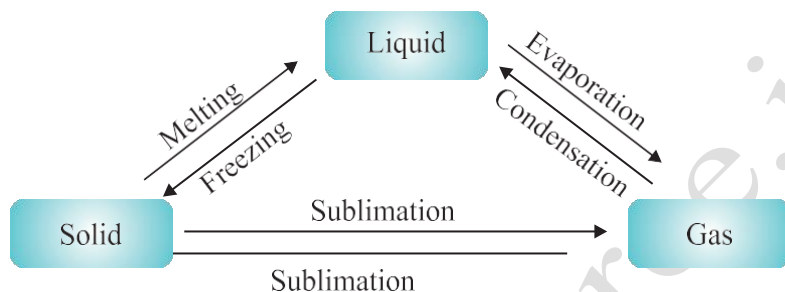 Liquid
Evaporation
Melting
Condensation
Freezing
Sublimation
Solid
Gas
Sublimation